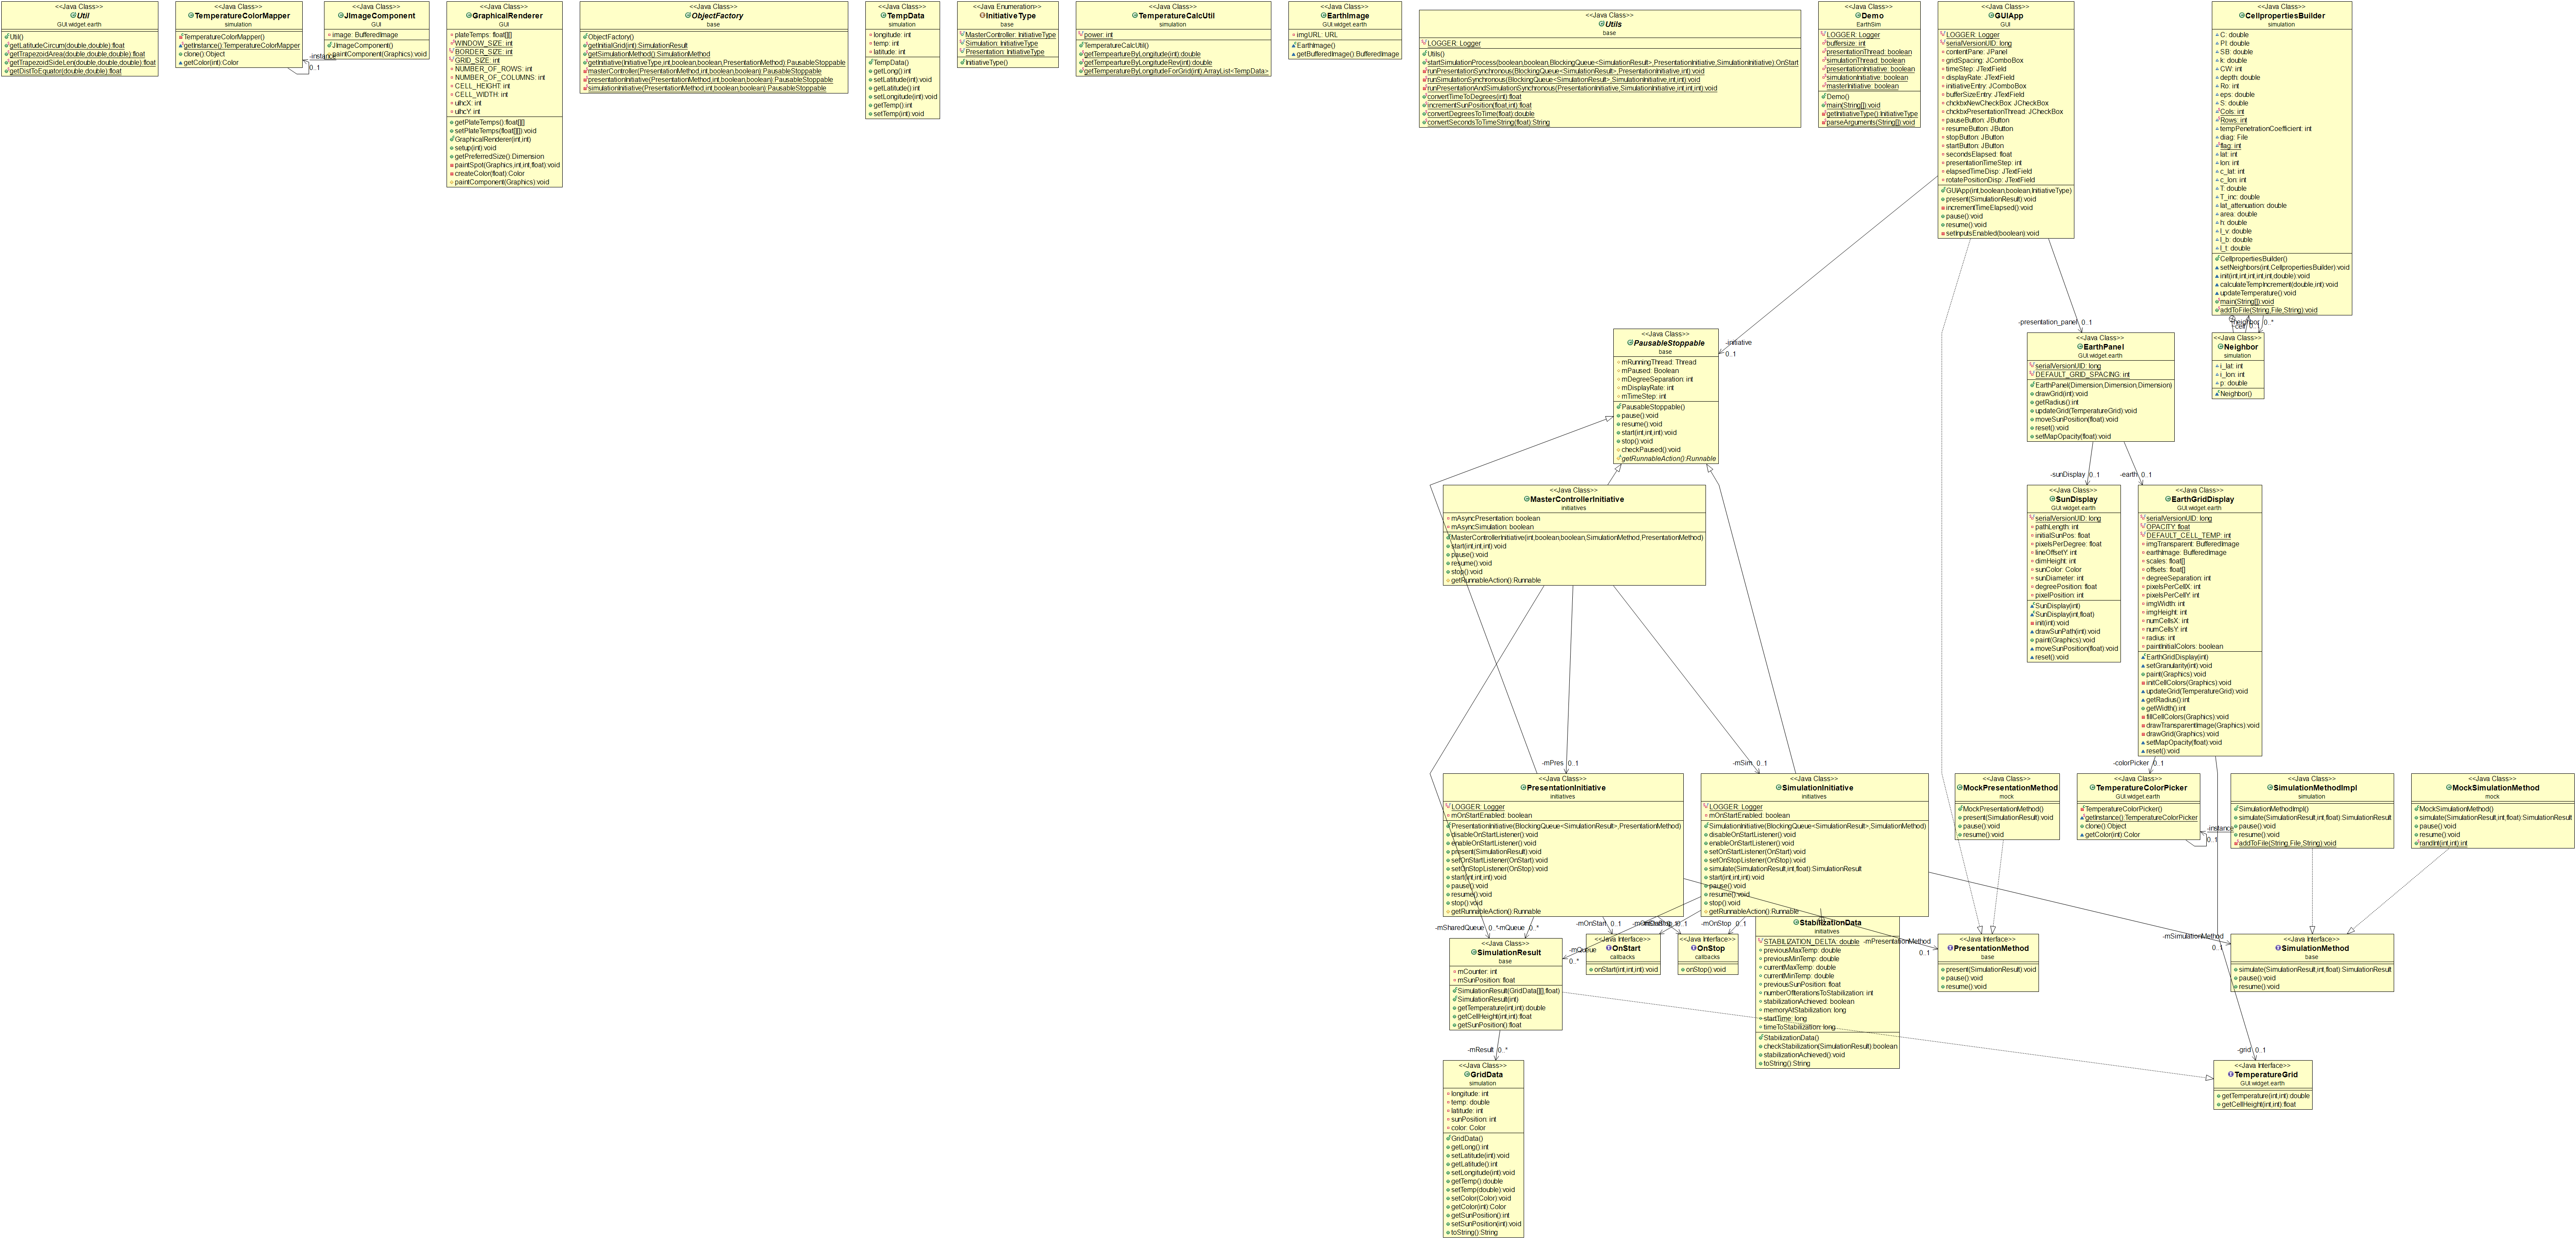 <<Java Class>>
Util
GUI.widget.earth
Util()
getLatitudeCircum(double,double):float
getTrapezoidArea(double,double,double):float
getTrapezoidSideLen(double,double,double,double):float
getDistToEquator(double,double):float
<<Java Class>>
TemperatureColorMapper
simulation
TemperatureColorMapper()
getInstance():TemperatureColorMapper
clone():Object
getColor(int):Color
-instance
0..1
<<Java Class>>
JImageComponent
GUI
image: BufferedImage
JImageComponent()
paintComponent(Graphics):void
<<Java Class>>
GraphicalRenderer
GUI
plateTemps: float[][]
WINDOW_SIZE: int
BORDER_SIZE: int
GRID_SIZE: int
NUMBER_OF_ROWS: int
NUMBER_OF_COLUMNS: int
CELL_HEIGHT: int
CELL_WIDTH: int
ulhcX: int
ulhcY: int
getPlateTemps():float[][]
setPlateTemps(float[][]):void
GraphicalRenderer(int,int)
setup(int):void
getPreferredSize():Dimension
paintSpot(Graphics,int,int,float):void
createColor(float):Color
paintComponent(Graphics):void
<<Java Class>>
ObjectFactory
base
ObjectFactory()
getInitialGrid(int):SimulationResult
getSimulationMethod():SimulationMethod
getInitiative(InitiativeType,int,boolean,boolean,PresentationMethod):PausableStoppable
masterController(PresentationMethod,int,boolean,boolean):PausableStoppable
presentationInitiative(PresentationMethod,int,boolean,boolean):PausableStoppable
simulationInitiative(PresentationMethod,int,boolean,boolean):PausableStoppable
<<Java Class>>
TempData
simulation
longitude: int
temp: int
latitude: int
TempData()
getLong():int
setLatitude(int):void
getLatitude():int
setLongitude(int):void
getTemp():int
setTemp(int):void
<<Java Enumeration>>
InitiativeType
base
MasterController: InitiativeType
Simulation: InitiativeType
Presentation: InitiativeType
InitiativeType()
<<Java Class>>
TemperatureCalcUtil
simulation
power: int
TemperatureCalcUtil()
getTempeartureByLongitude(int):double
getTempeartureByLongitudeRev(int):double
getTemperatureByLongitudeForGrid(int):ArrayList<TempData>
<<Java Class>>
EarthImage
GUI.widget.earth
imgURL: URL
EarthImage()
getBufferedImage():BufferedImage
<<Java Class>>
Utils
base
LOGGER: Logger
Utils()
startSimulationProcess(boolean,boolean,BlockingQueue<SimulationResult>,PresentationInitiative,SimulationInitiative):OnStart
runPresentationSynchronous(BlockingQueue<SimulationResult>,PresentationInitiative,int):void
runSimulationSynchronous(BlockingQueue<SimulationResult>,SimulationInitiative,int,int):void
runPresentationAndSimulationSynchronous(PresentationInitiative,SimulationInitiative,int,int,int):void
convertTimeToDegrees(int):float
incrementSunPosition(float,int):float
convertDegreesToTime(float):double
convertSecondsToTimeString(float):String
<<Java Class>>
Demo
EarthSim
LOGGER: Logger
buffersize: int
presentationThread: boolean
simulationThread: boolean
presentationInitiative: boolean
simulationInitiative: boolean
masterInitiative: boolean
Demo()
main(String[]):void
getInitiativeType():InitiativeType
parseArguments(String[]):void
<<Java Class>>
GUIApp
GUI
LOGGER: Logger
serialVersionUID: long
contentPane: JPanel
gridSpacing: JComboBox
timeStep: JTextField
displayRate: JTextField
initiativeEntry: JComboBox
bufferSizeEntry: JTextField
chckbxNewCheckBox: JCheckBox
chckbxPresentationThread: JCheckBox
pauseButton: JButton
resumeButton: JButton
stopButton: JButton
startButton: JButton
secondsElapsed: float
presentationTimeStep: int
elapsedTimeDisp: JTextField
rotatePositionDisp: JTextField
GUIApp(int,boolean,boolean,InitiativeType)
present(SimulationResult):void
incrementTimeElapsed():void
pause():void
resume():void
setInputsEnabled(boolean):void
<<Java Class>>
CellpropertiesBuilder
simulation
C: double
PI: double
SB: double
k: double
CW: int
depth: double
Ro: int
eps: double
S: double
Cols: int
Rows: int
tempPenetrationCoefficient: int
diag: File
flag: int
lat: int
lon: int
c_lat: int
c_lon: int
T: double
T_inc: double
lat_attenuation: double
area: double
h: double
l_v: double
l_b: double
l_t: double
CellpropertiesBuilder()
setNeighbors(int,CellpropertiesBuilder):void
init(int,int,int,int,int,double):void
calculateTempIncrement(double,int):void
updateTemperature():void
main(String[]):void
addToFile(String,File,String):void
0..*
<<Java Class>>
Neighbor
simulation
i_lat: int
i_lon: int
p: double
Neighbor()
-initiative
0..1
<<Java Class>>
PausableStoppable
base
mRunningThread: Thread
mPaused: Boolean
mDegreeSeparation: int
mDisplayRate: int
mTimeStep: int
PausableStoppable()
pause():void
resume():void
start(int,int,int):void
stop():void
checkPaused():void
getRunnableAction():Runnable
-presentation_panel 0..1
<<Java Class>>
EarthPanel
GUI.widget.earth
serialVersionUID: long
DEFAULT_GRID_SPACING: int
EarthPanel(Dimension,Dimension,Dimension)
drawGrid(int):void
getRadius():int
updateGrid(TemperatureGrid):void
moveSunPosition(float):void
reset():void
setMapOpacity(float):void
-sunDisplay 0..1
-earth 0..1
<<Java Class>>
MasterControllerInitiative
initiatives
mAsyncPresentation: boolean
mAsyncSimulation: boolean
MasterControllerInitiative(int,boolean,boolean,SimulationMethod,PresentationMethod)
start(int,int,int):void
pause():void
resume():void
stop():void
getRunnableAction():Runnable
<<Java Class>>
SunDisplay
GUI.widget.earth
serialVersionUID: long
pathLength: int
initialSunPos: float
pixelsPerDegree: float
lineOffsetY: int
dimHeight: int
sunColor: Color
sunDiameter: int
degreePosition: float
pixelPosition: int
SunDisplay(int)
SunDisplay(int,float)
init(int):void
drawSunPath(int):void
paint(Graphics):void
moveSunPosition(float):void
reset():void
<<Java Class>>
EarthGridDisplay
GUI.widget.earth
serialVersionUID: long
OPACITY: float
DEFAULT_CELL_TEMP: int
imgTransparent: BufferedImage
earthImage: BufferedImage
scales: float[]
offsets: float[]
degreeSeparation: int
pixelsPerCellX: int
pixelsPerCellY: int
imgWidth: int
imgHeight: int
numCellsX: int
numCellsY: int
radius: int
paintInitialColors: boolean
EarthGridDisplay(int)
setGranularity(int):void
paint(Graphics):void
initCellColors(Graphics):void
updateGrid(TemperatureGrid):void
getRadius():int
getWidth():int
fillCellColors(Graphics):void
drawTransparentImage(Graphics):void
drawGrid(Graphics):void
setMapOpacity(float):void
reset():void
-mPres 0..1
-mSim 0..1
-colorPicker 0..1
<<Java Class>>
PresentationInitiative
initiatives
LOGGER: Logger
mOnStartEnabled: boolean
PresentationInitiative(BlockingQueue<SimulationResult>,PresentationMethod)
disableOnStartListener():void
enableOnStartListener():void
present(SimulationResult):void
setOnStartListener(OnStart):void
setOnStopListener(OnStop):void
start(int,int,int):void
pause():void
resume():void
stop():void
getRunnableAction():Runnable
<<Java Class>>
SimulationInitiative
initiatives
LOGGER: Logger
mOnStartEnabled: boolean
SimulationInitiative(BlockingQueue<SimulationResult>,SimulationMethod)
disableOnStartListener():void
enableOnStartListener():void
setOnStartListener(OnStart):void
setOnStopListener(OnStop):void
simulate(SimulationResult,int,float):SimulationResult
start(int,int,int):void
pause():void
resume():void
stop():void
getRunnableAction():Runnable
<<Java Class>>
MockPresentationMethod
mock
MockPresentationMethod()
present(SimulationResult):void
pause():void
resume():void
<<Java Class>>
TemperatureColorPicker
GUI.widget.earth
TemperatureColorPicker()
getInstance():TemperatureColorPicker
clone():Object
getColor(int):Color
-instance
0..1
<<Java Class>>
SimulationMethodImpl
simulation
SimulationMethodImpl()
simulate(SimulationResult,int,float):SimulationResult
pause():void
resume():void
addToFile(String,File,String):void
<<Java Class>>
MockSimulationMethod
mock
MockSimulationMethod()
simulate(SimulationResult,int,float):SimulationResult
pause():void
resume():void
randInt(int,int):int
-mSharedQueue 0..*
-mQueue 0..*
-mOnStart 0..1
0..1
-mOnStop 0..1
-mQueue
0..*
-mPresentationMethod
0..1
-mSimulationMethod
0..1
<<Java Class>>
SimulationResult
base
mCounter: int
mSunPosition: float
SimulationResult(GridData[][],float)
SimulationResult(int)
getTemperature(int,int):double
getCellHeight(int,int):float
getSunPosition():float
<<Java Interface>>
OnStart
callbacks
onStart(int,int,int):void
<<Java Interface>>
OnStop
callbacks
onStop():void
StabilizationData
initiatives
STABILIZATION_DELTA: double
previousMaxTemp: double
previousMinTemp: double
currentMaxTemp: double
currentMinTemp: double
previousSunPosition: float
numberOfIterationsToStabilization: int
stabilizationAchieved: boolean
memoryAtStabilization: long
startTime: long
timeToStabilization: long
StabilizationData()
checkStabilization(SimulationResult):boolean
stabilizationAchieved():void
toString():String
<<Java Interface>>
PresentationMethod
base
present(SimulationResult):void
pause():void
resume():void
<<Java Interface>>
SimulationMethod
base
simulate(SimulationResult,int,float):SimulationResult
pause():void
resume():void
-mResult 0..*
-grid 0..1
<<Java Class>>
GridData
simulation
longitude: int
temp: double
latitude: int
sunPosition: int
color: Color
GridData()
getLong():int
setLatitude(int):void
getLatitude():int
setLongitude(int):void
getTemp():double
setTemp(double):void
setColor(Color):void
getColor(int):Color
getSunPosition():int
setSunPosition(int):void
toString():String
<<Java Interface>>
TemperatureGrid
GUI.widget.earth
getTemperature(int,int):double
getCellHeight(int,int):float